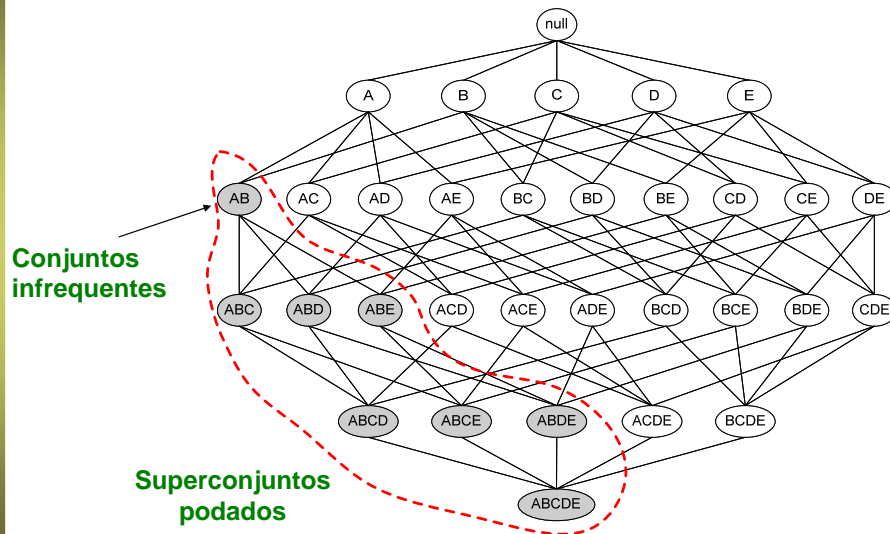 null
A B C D E
AB AC AD AE BC BD BE CD CE DE
Conjuntos
infrequentes
ABC ABD ABE ACD ACE ADE BCD BCE BDE CDE
ABCD ABCE ABDE ACDE BCDE
Superconjuntos
podados
ABCDE